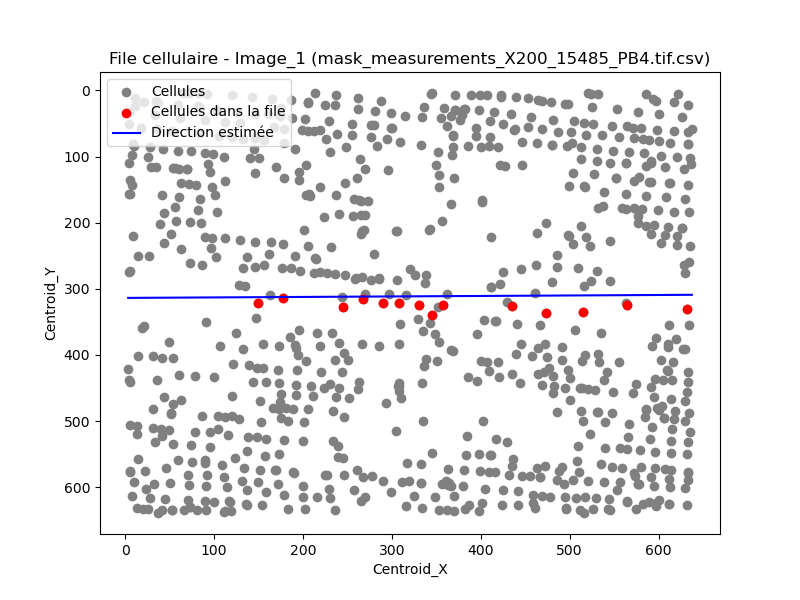 File cellulaire - Image_1 (mask_measurements_X200_15485_PB4.tif.csv)
Cellules
Cellules dans la file
Direction estimée
0
100
200
300
400
500
600
Centroid_Y
0 100 200 300 400 500 600
Centroid_X